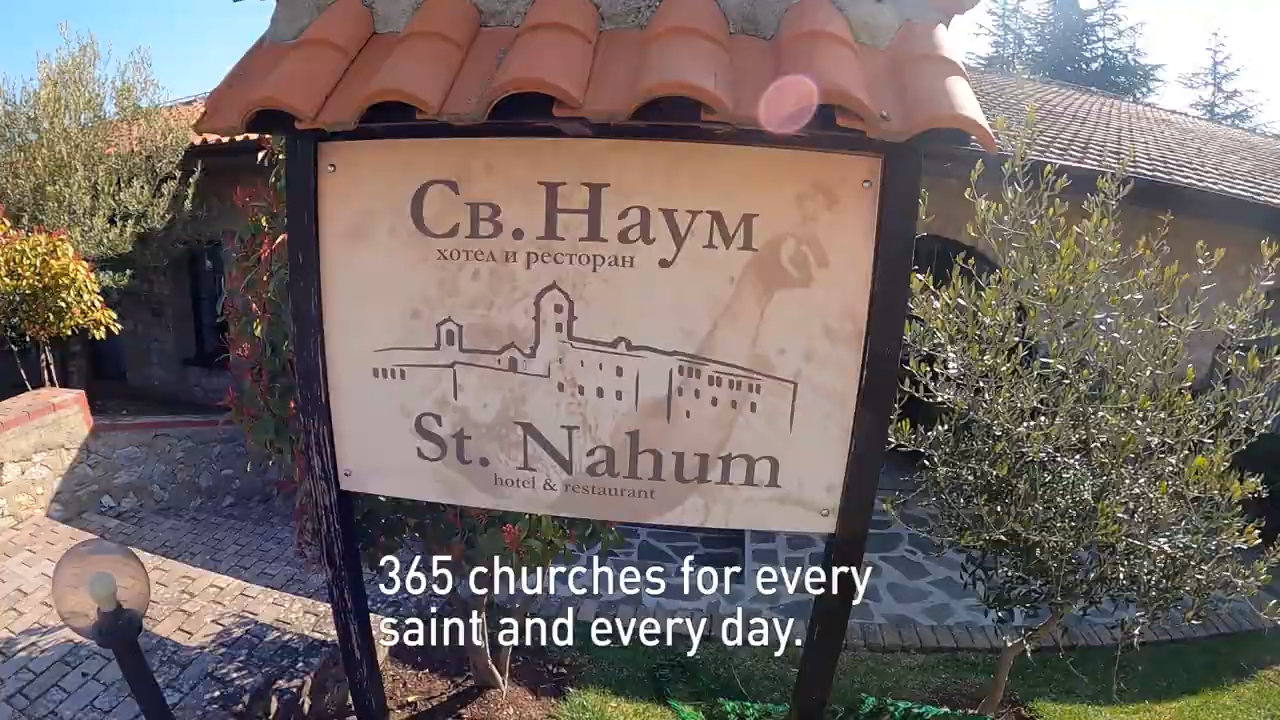 Св. Наум
хотел и ресторан
St. Nahum
hotel & restaurant
365 churches for every
saint and every day.